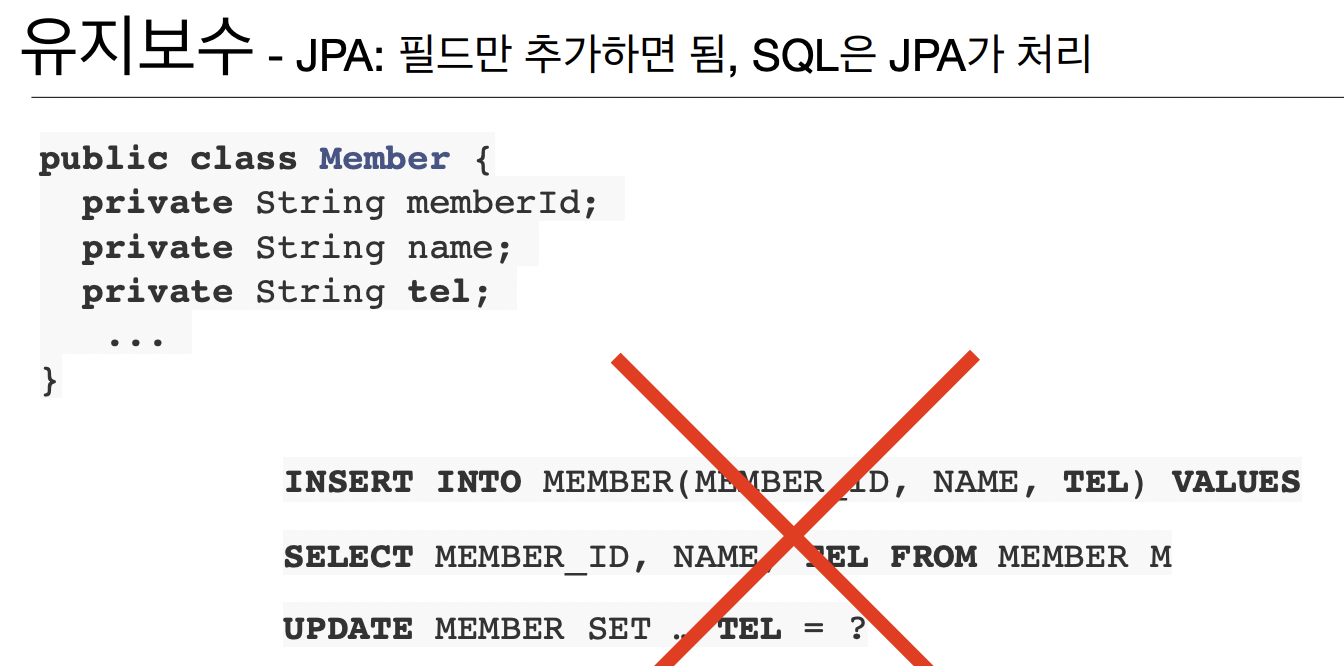 유지보수 - JPA: 필드만 추가하면 됨, SQL은 JPA가 처리
public class Member {
private String memberId;
private String name;
private String tel;
...
}
INSERT INTO MEMBER(MEMBER_ID, NAME, TEL) VALUES
SELECT MEMBER_ID, NAME, TEL FROM MEMBER M
UPDATE MEMBER SET … TEL = ?